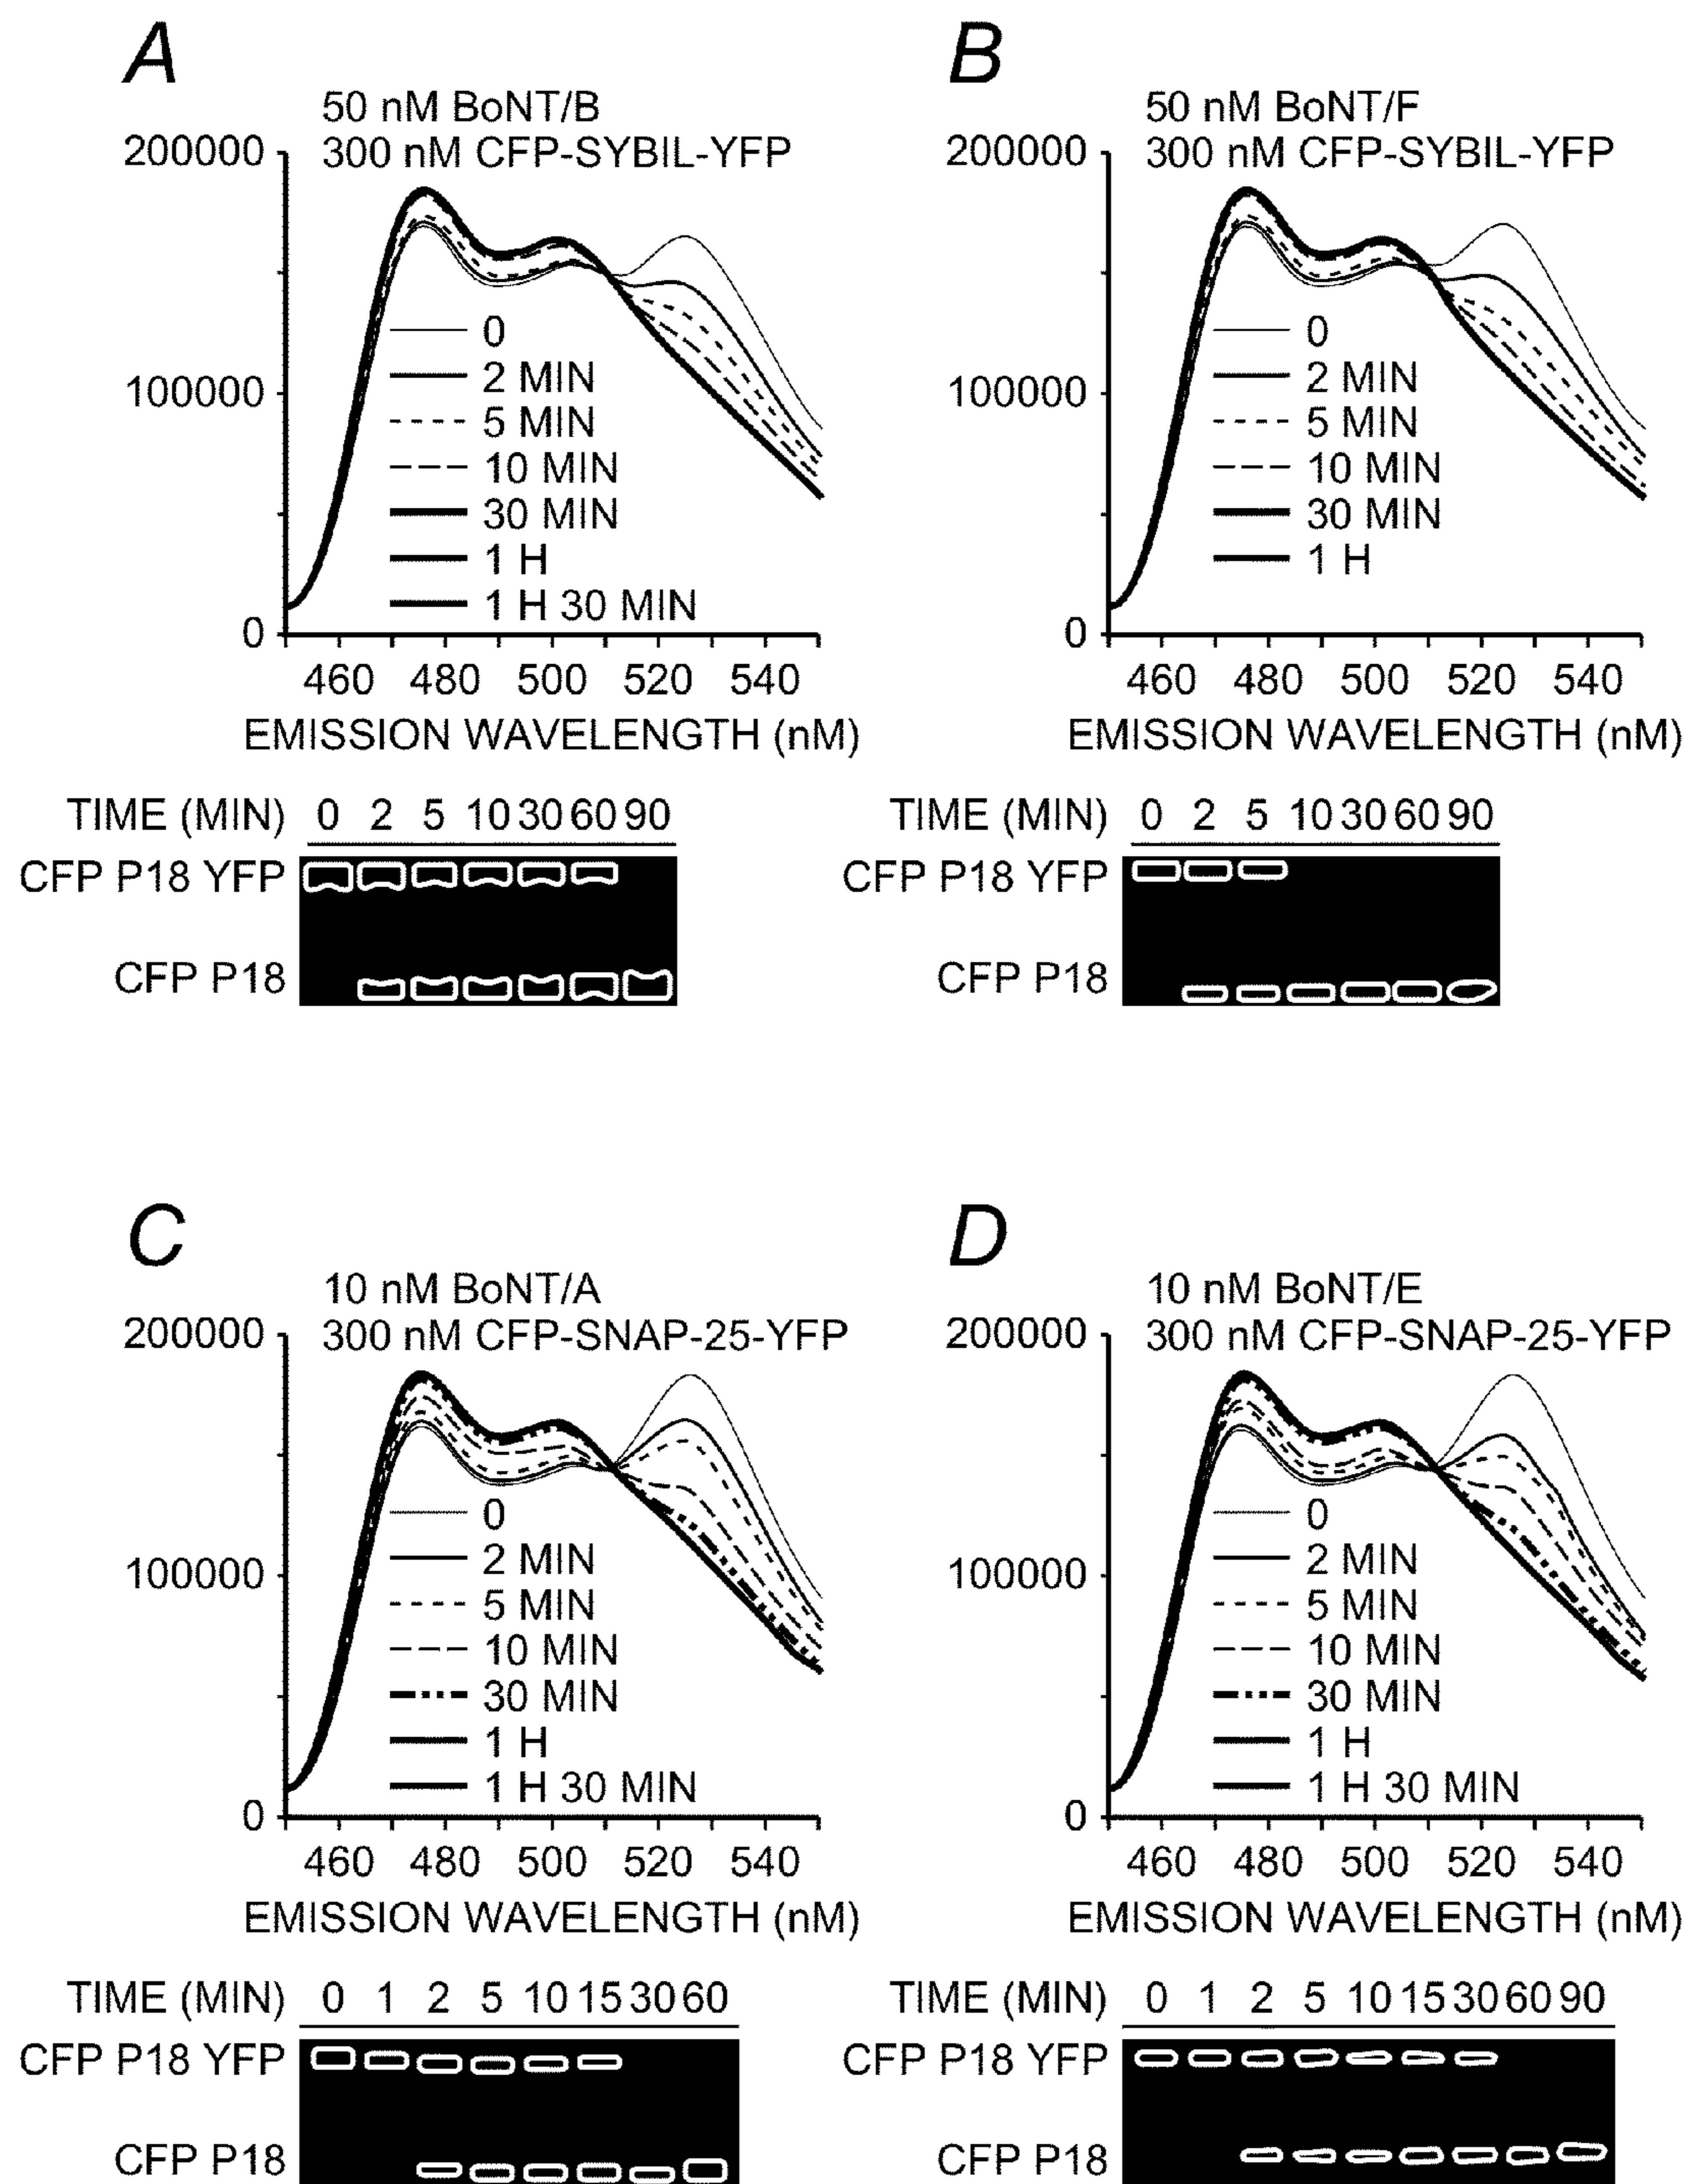 A
50 nM BoNT/B
300 nM CFP-SYBIL-YFP
200000
100000
0
0
2 MIN
5 MIN
10 MIN
30 MIN
1 H
1 H 30 MIN
460 480 500 520 540
EMISSION WAVELENGTH (nM)
TIME (MIN) 0 2 5 10 30 60 90
CFP P18 YFP
CFP P18
B
50 nM BoNT/F
300 nM CFP-SYBIL-YFP
200000
100000
0
0
2 MIN
5 MIN
10 MIN
30 MIN
1 H
460 480 500 520 540
EMISSION WAVELENGTH (nM)
TIME (MIN) 0 2 5 10 30 60 90
CFP P18 YFP
CFP P18
C
10 nM BoNT/A
300 nM CFP-SNAP-25-YFP
200000
100000
0
0
2 MIN
5 MIN
10 MIN
30 MIN
1 H
1 H 30 MIN
460 480 500 520 540
EMISSION WAVELENGTH (nM)
TIME (MIN) 0 1 2 5 10 15 30 60
CFP P18 YFP
CFP P18
D
10 nM BoNT/E
300 nM CFP-SNAP-25-YFP
200000
100000
0
0
2 MIN
5 MIN
10 MIN
30 MIN
1 H
1 H 30 MIN
460 480 500 520 540
EMISSION WAVELENGTH (nM)
TIME (MIN) 0 1 2 5 10 15 30 60 90
CFP P18 YFP
CFP P18